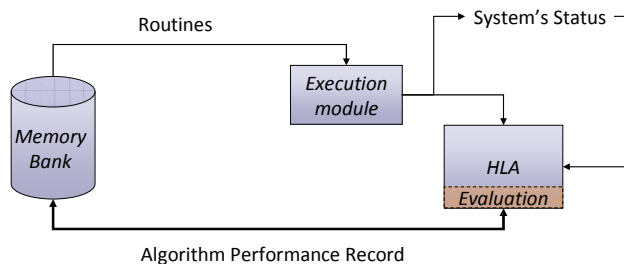 Routines
System's Status
Execution
module
Memory
Bank
HLA
Evaluation
Algorithm Performance Record